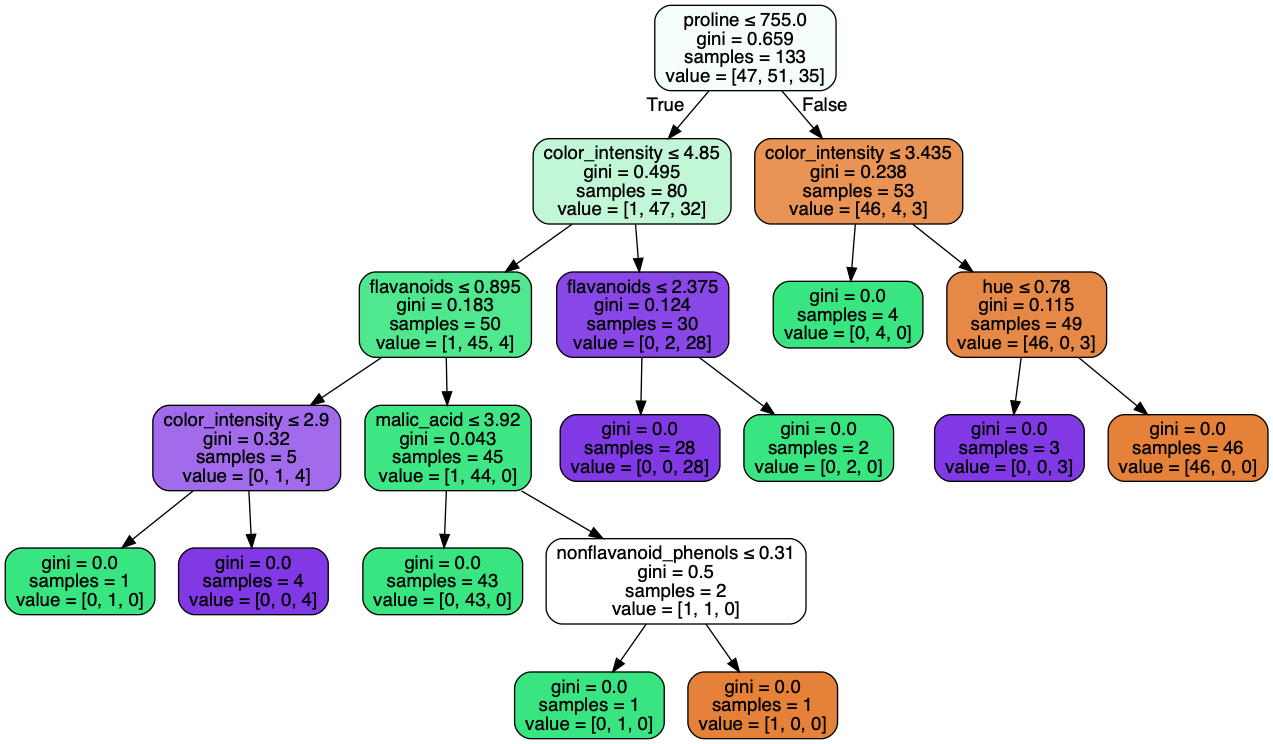 proline ≤ 755.0
gini = 0.659
samples = 133
value = [47, 51, 35]
True
False
color_intensity ≤ 4.85
gini = 0.495
samples = 80
value = [1, 47, 32]
color_intensity ≤ 3.435
gini = 0.238
samples = 53
value = [46, 4, 3]
flavanoids ≤ 0.895
gini = 0.183
samples = 50
value = [1, 45, 4]
flavanoids ≤ 2.375
gini = 0.124
samples = 30
value = [0, 2, 28]
gini = 0.0
samples = 4
value = [0, 4, 0]
hue ≤ 0.78
gini = 0.115
samples = 49
value = [46, 0, 3]
color_intensity ≤ 2.9
gini = 0.32
samples = 5
value = [0, 1, 4]
malic_acid ≤ 3.92
gini = 0.043
samples = 45
value = [1, 44, 0]
gini = 0.0
samples = 28
value = [0, 0, 28]
gini = 0.0
samples = 2
value = [0, 2, 0]
gini = 0.0
samples = 3
value = [0, 0, 3]
gini = 0.0
samples = 46
value = [46, 0, 0]
gini = 0.0
samples = 1
value = [0, 1, 0]
gini = 0.0
samples = 4
value = [0, 0, 4]
gini = 0.0
samples = 43
value = [0, 43, 0]
nonflavanoid_phenols ≤ 0.31
gini = 0.5
samples = 2
value = [1, 1, 0]
gini = 0.0
samples = 1
value = [0, 1, 0]
gini = 0.0
samples = 1
value = [1, 0, 0]